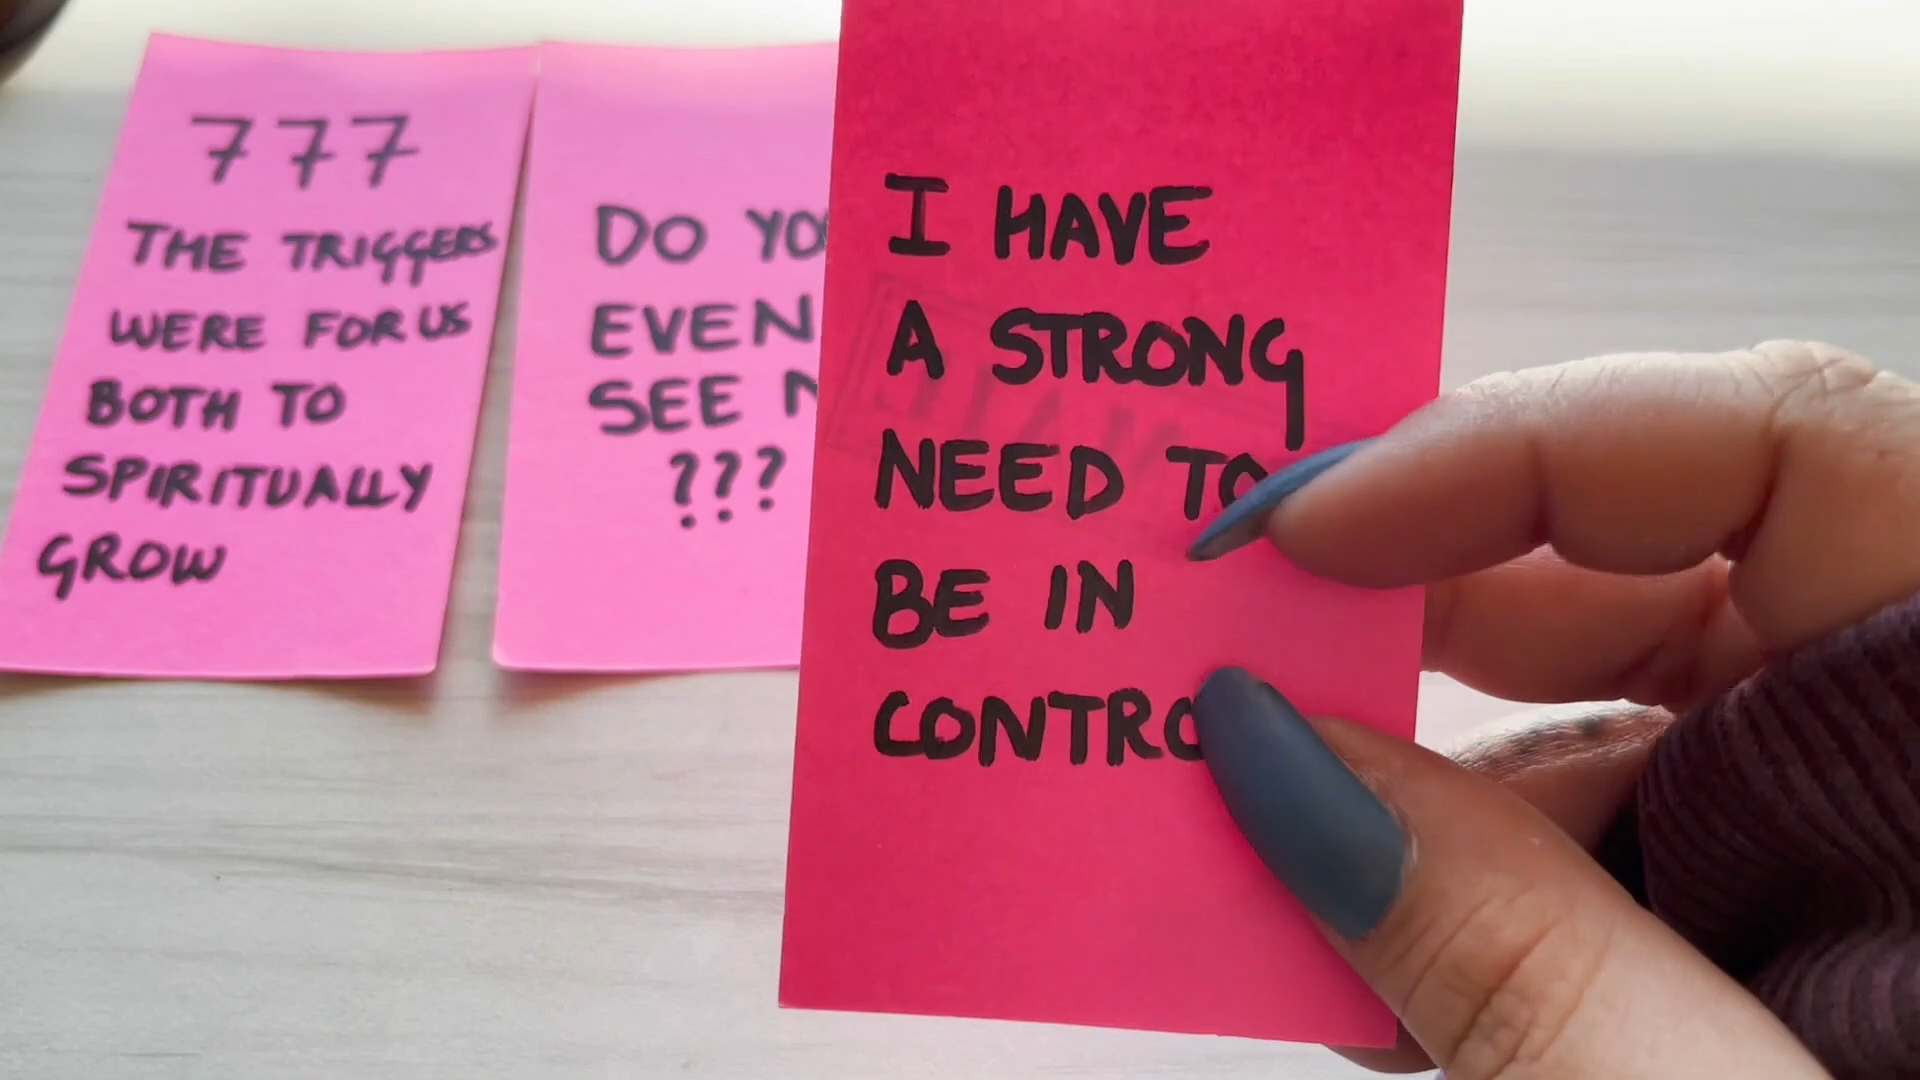 777
THE TRIGGERS
WERE FOR US
BOTH TO
SPIRITUALLY
GROW
DO YO
EVEN
SEE
???
I HAVE
A STRONG
NEED TO
BE IN
CONTRO